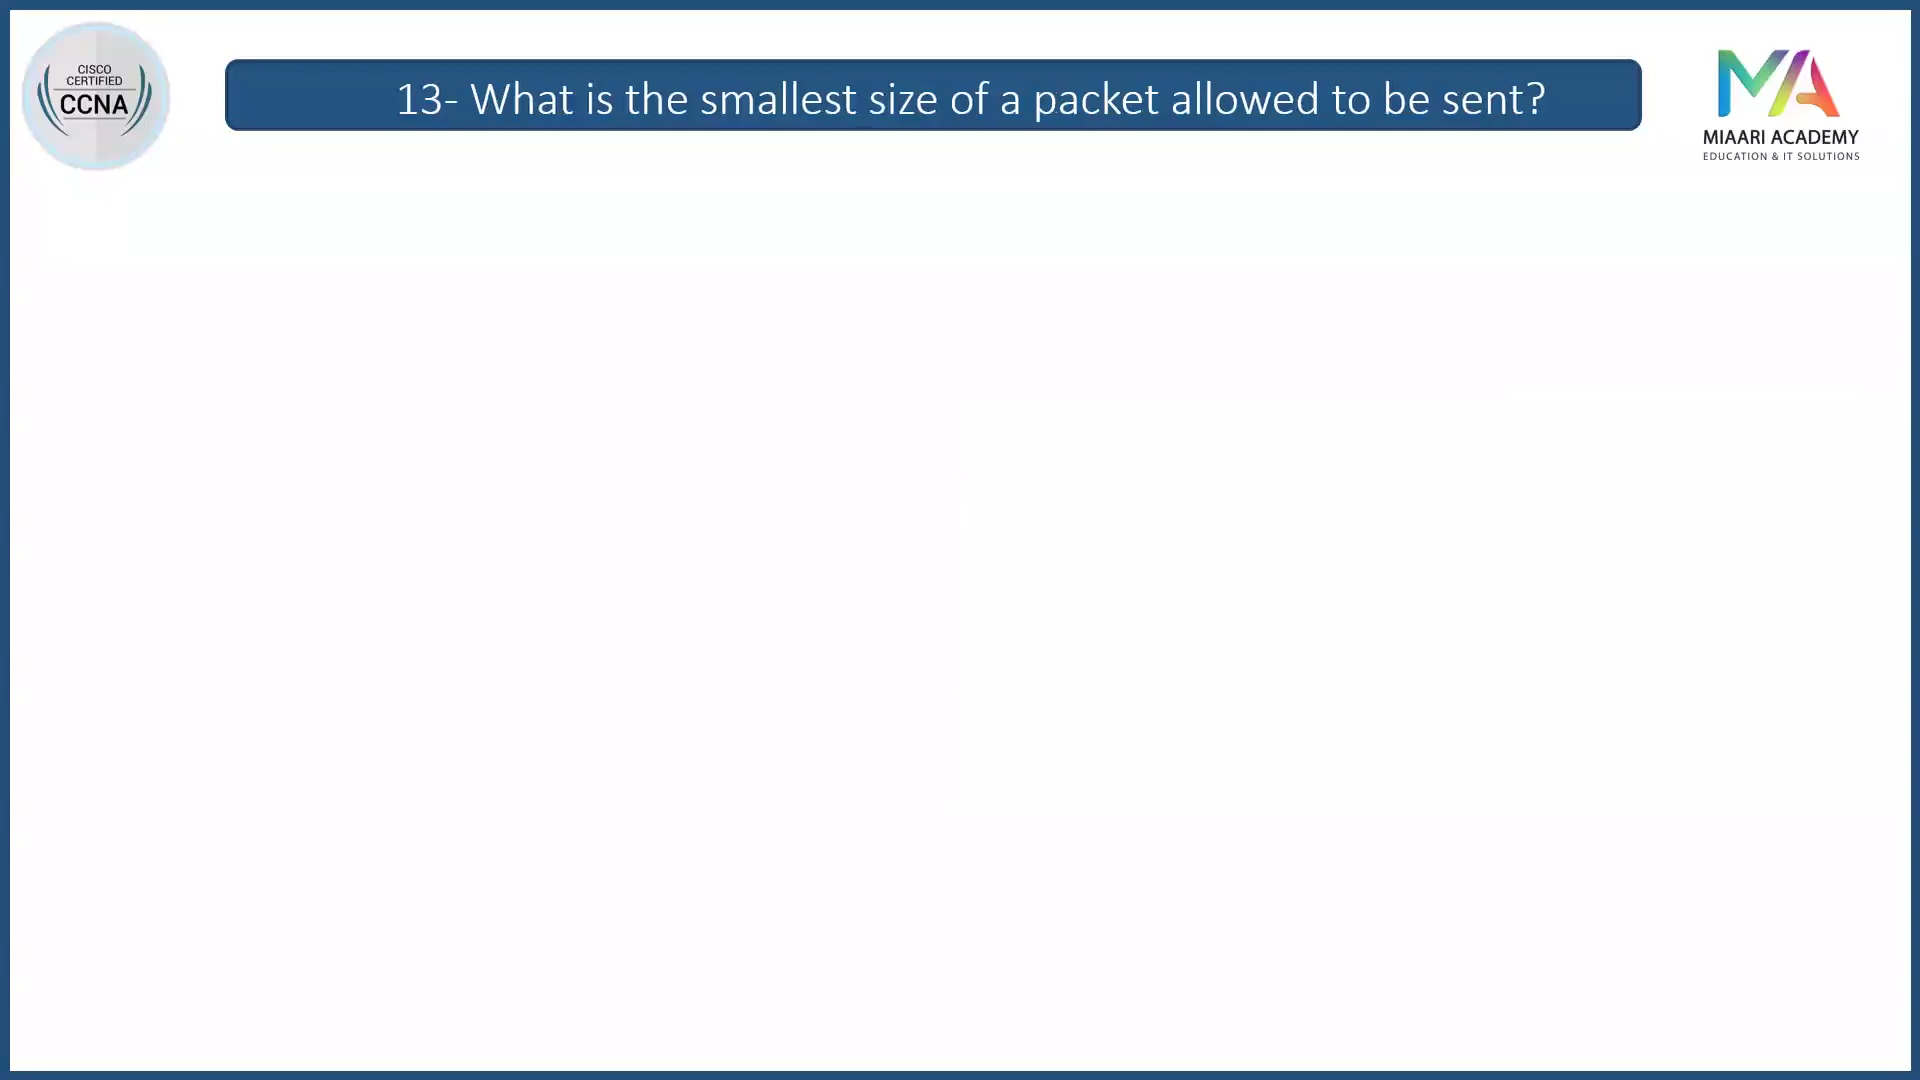 CISCO
CERTIFIED
CCNA
13- What is the smallest size of a packet allowed to be sent?
MIAARI ACADEMY
EDUCATION & IT SOLUTIONS